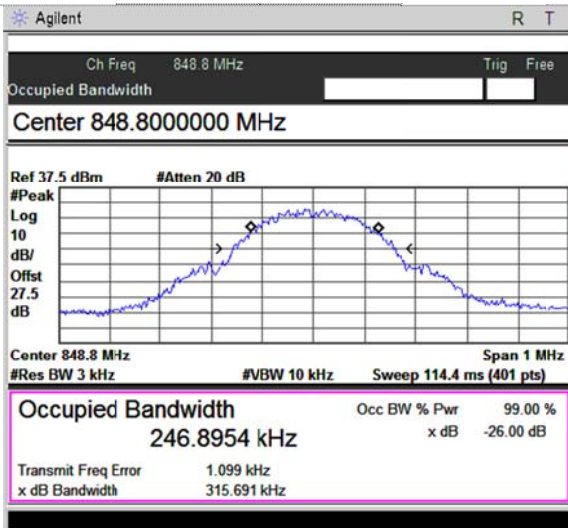 Agilent R T
Ch Freq 848.8 MHz Trig Free
Occupied Bandwidth
Center 848.8000000 MHz
Ref 37.5 dBm #Atten 20 dB
#Peak
Log
10
dB/
Offst
27.5
dB
Center 848.8 MHz Span 1 MHz
#Res BW 3 kHz #VBW 10 kHz Sweep 114.4 ms (401 pts)
Occupied Bandwidth Occ BW % Pwr 99.00 %
246.8954 kHz x dB -26.00 dB
Transmit Freq Error 1.099 kHz
x dB Bandwidth 315.691 kHz